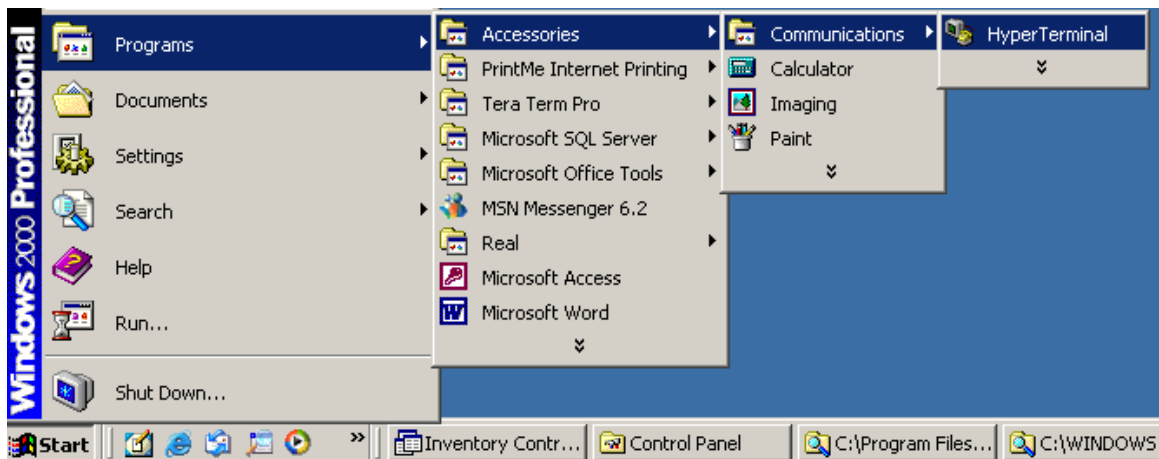 Windows 2000 Professional
Programs
Documents
Settings
Search
Help
Run...
Shut Down...
Accessories
PrintMe Internet Printing
Tera Term Pro
Microsoft SQL Server
Microsoft Office Tools
MSN Messenger 6.2
Real
Microsoft Access
Microsoft Word
Communications
Calculator
Imaging
Paint
HyperTerminal
Start
Inventory Contr...
Control Panel
C:\Program Files...
C:\WINDOWS